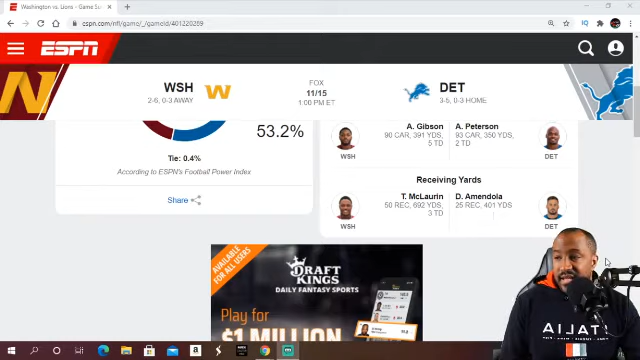 Washington vs. Lions - Game Su
espn.com/nfl/game/_/gameId/401220289
ESPN
WSH
2-6, 0-3 AWAY
W
FOX
11/15
1:00 PM ET
DET
3-5, 0-3 HOME
53.2%
Tie: 0.4%
According to ESPN's Football Power Index
Share
A. Gibson
90 CAR, 391 YDS,
5 TD
WSH
A. Peterson
93 CAR, 350 YDS,
2 TD
DET
Receiving Yards
T. McLaurin
50 REC, 692 YDS,
3 TD
WSH
D. Amendola
25 REC, 401 YDS
DET
AVAILABLE
FOR ALL USERS
DRAFT
KINGS
DAILY FANTASY SPORTS
Play for
$1 MILLION